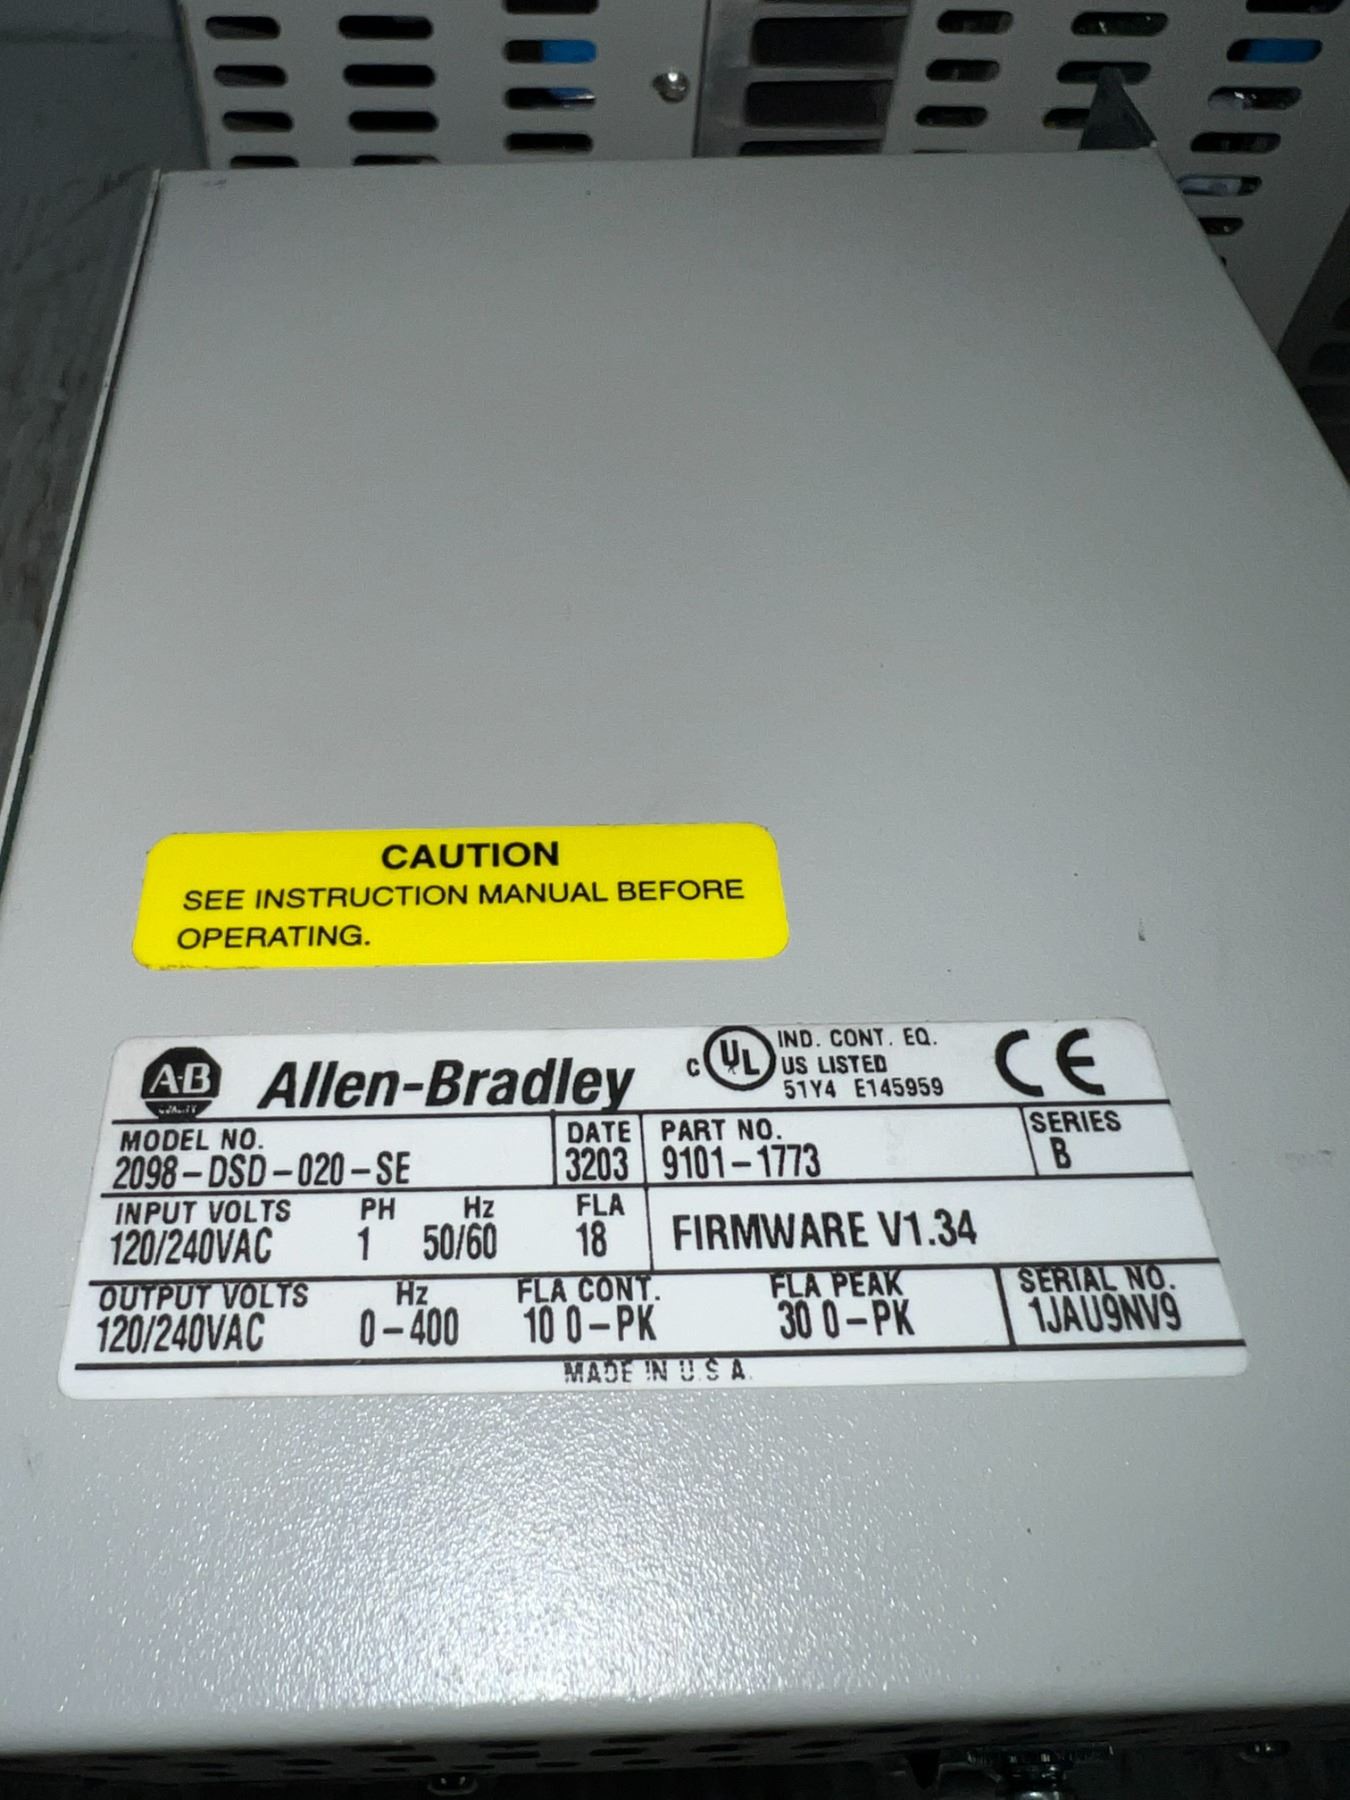 CAUTION
SEE INSTRUCTION MANUAL BEFORE
OPERATING.
A-B
QUALITY
Allen-Bradley
C UL IND. CONT. EQ.
US LISTED
51Y4 E145959
CE
MODEL NO. DATE PART NO. SERIES
2098-DSD-020-SE 3203 9101-1773 B
INPUT VOLTS PH Hz FLA
120/240VAC 1 50/60 18 FIRMWARE V1.34
OUTPUT VOLTS Hz FLA CONT. FLA PEAK SERIAL NO.
120/240VAC 0-400 10 0-PK 30 0-PK 1JAU9NV9
MADE IN U.S.A.